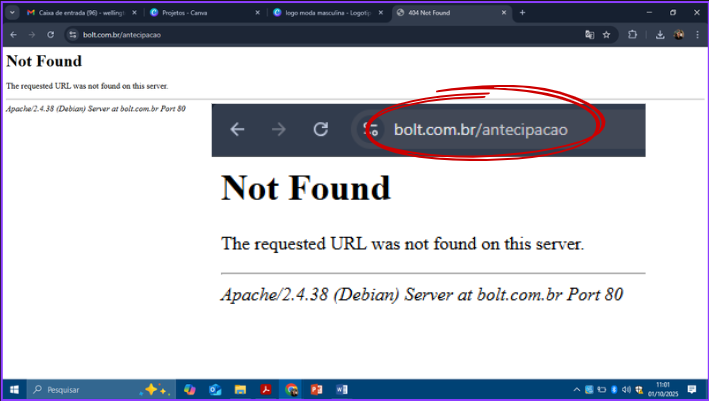 Caixa de entrada (96) - welling
Projetos - Canva
logo moda masculina - Logotip
404 Not Found
bolt.com.br/antecipacao
Not Found
The requested URL was not found on this server.
Apache/2.4.38 (Debian) Server at bolt.com.br Port 80
bolt.com.br/antecipacao
Not Found
The requested URL was not found on this server.
Apache/2.4.38 (Debian) Server at bolt.com.br Port 80
Pesquisar
11:01
01/10/2025